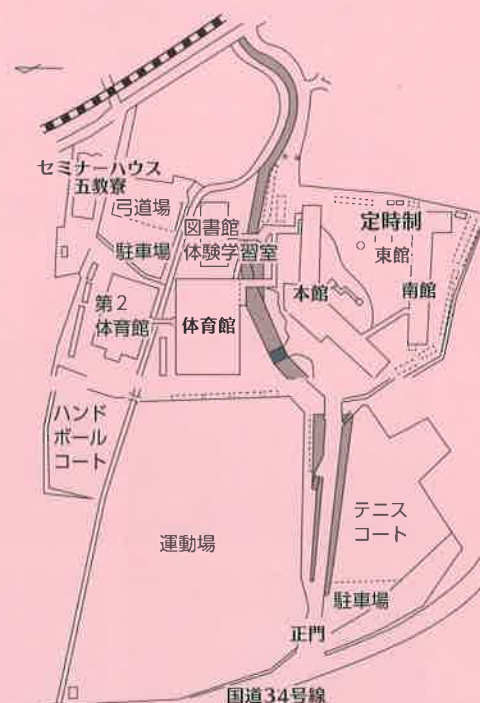 セミナーハウス
五教寮
弓道場
駐車場
図書館
体験学習室
定時制
東館
本館
南館
第2
体育館
体育館
ハンド
ボール
コート
運動場
テニス
コート
駐車場
正門
国道34号線